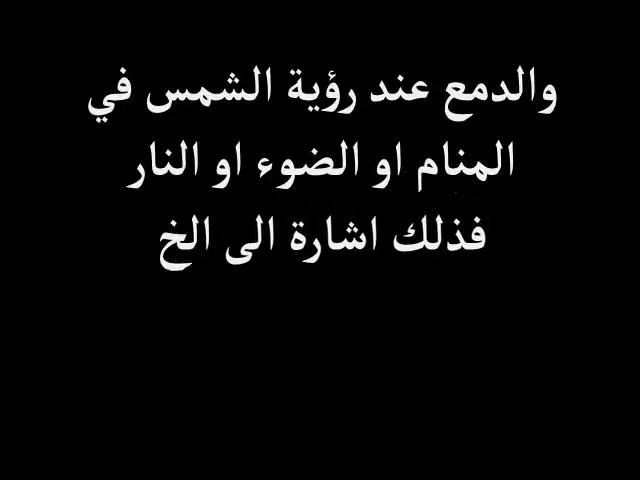 والدمع عند رؤية الشمس في
المنام او الضوء او النار
فذلك اشارة الى الخ